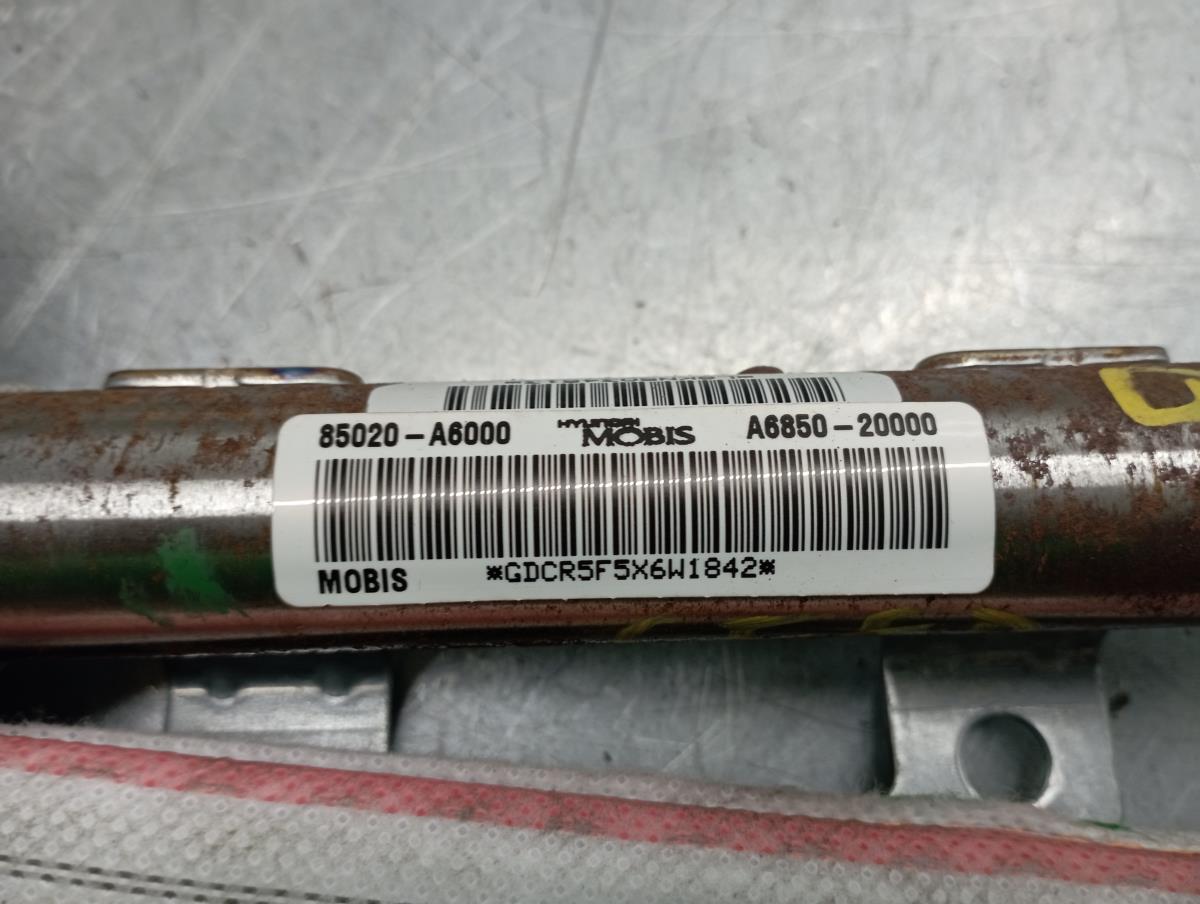 85020-A6000 HYUNDAI MOBIS A6850-20000
MOBIS *GDCR5F5X6W1842*